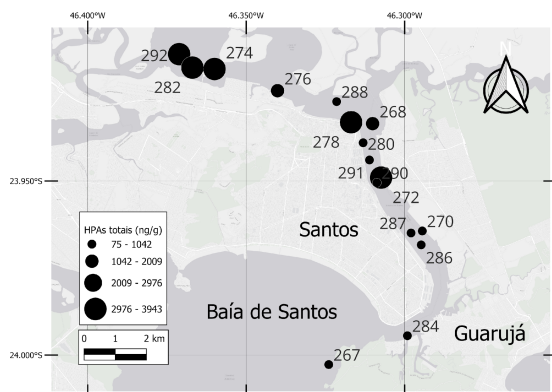 46.400°S
46.350°S
46.300°S
N
292
274
282
276
288
268
278
280
291
290
272
23.950°S
287
270
286
Santos
HPAs totais (ng/g)
75 - 1042
1042 - 2009
2009 - 2976
2976 - 3943
0 1 2 km
Baía de Santos
284
Guarujá
24.000°S
267